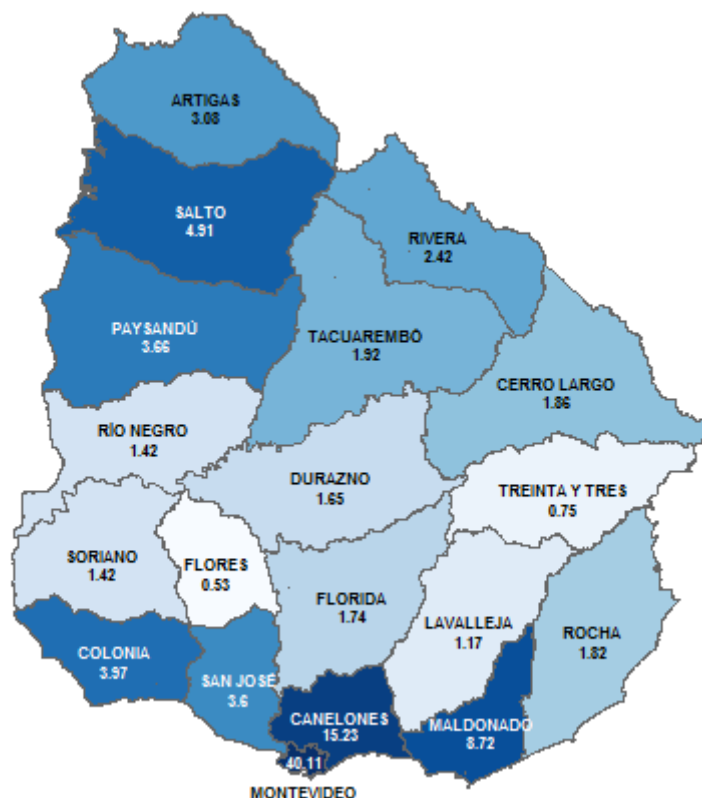 ARTIGAS
3.08
SALTO
4.91
RIVERA
2.42
PAYSANDÚ
3.66
TACUAREMBÓ
1.92
CERRO LARGO
1.86
RÍO NEGRO
1.42
DURAZNO
1.65
TREINTA Y TRES
0.75
SORIANO
1.42
FLORES
0.53
FLORIDA
1.74
LAVALLEJA
1.17
ROCHA
1.82
COLONIA
3.97
SAN JOSÉ
3.6
CANELONES
15.23
MALDONADO
8.72
40.11
MONTEVIDEO